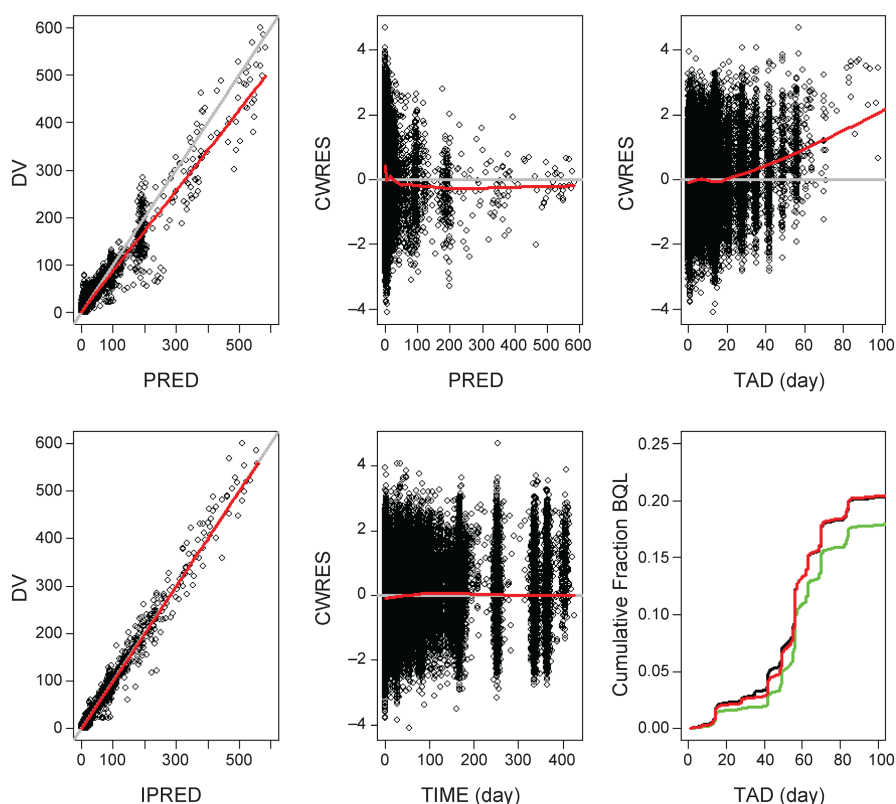 600
500
400
300
200
100
0
DV
0 100 300 500
PRED
4
2
0
−2
−4
CWRES
0 100 200 300 400 500 600
PRED
4
2
0
−2
−4
CWRES
0 20 40 60 80 100
TAD (day)
600
500
400
300
200
100
0
DV
0 100 300 500
IPRED
4
2
0
−2
−4
CWRES
0 100 200 300 400
TIME (day)
0.25
0.20
0.15
0.10
0.05
0.00
Cumulative Fraction BQL
0 20 40 60 80 100
TAD (day)